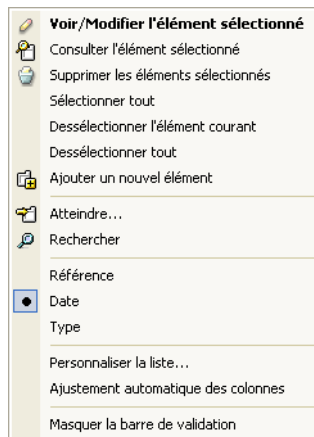 Voir/Modifier l'élément sélectionné
Consulter l'élément sélectionné
Supprimer les éléments sélectionnés
Sélectionner tout
Dessélectionner l'élément courant
Dessélectionner tout
Ajouter un nouvel élément
Atteindre...
Rechercher
Référence
Date
Type
Personnaliser la liste...
Ajustement automatique des colonnes
Masquer la barre de validation